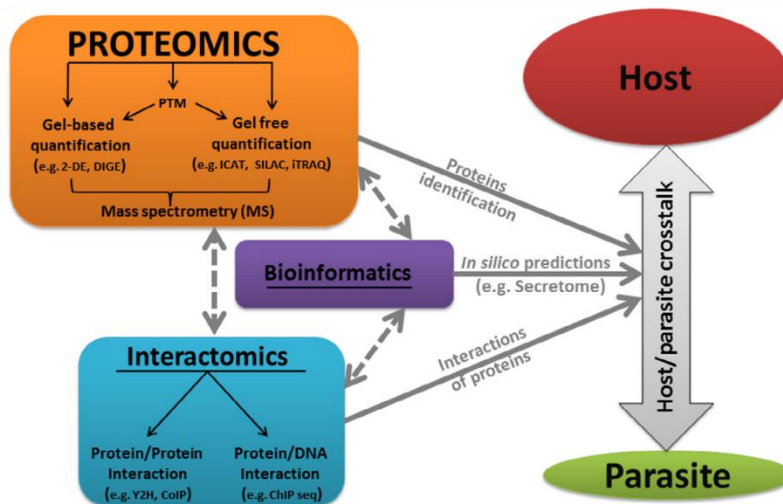 PROTEOMICS
PTM
Gel-based
quantification
(e.g. 2-DE, DIGE)
Gel free
quantification
(e.g. ICAT, SILAC, iTRAQ)
Mass spectrometry (MS)
Bioinformatics
Interactomics
Protein/Protein
Interaction
(e.g. Y2H, CoIP)
Protein/DNA
Interaction
(e.g. ChIP seq)
Proteins
identification
In silico predictions
(e.g. Secretome)
Interactions
of proteins
Host
Host/parasite crosstalk
Parasite